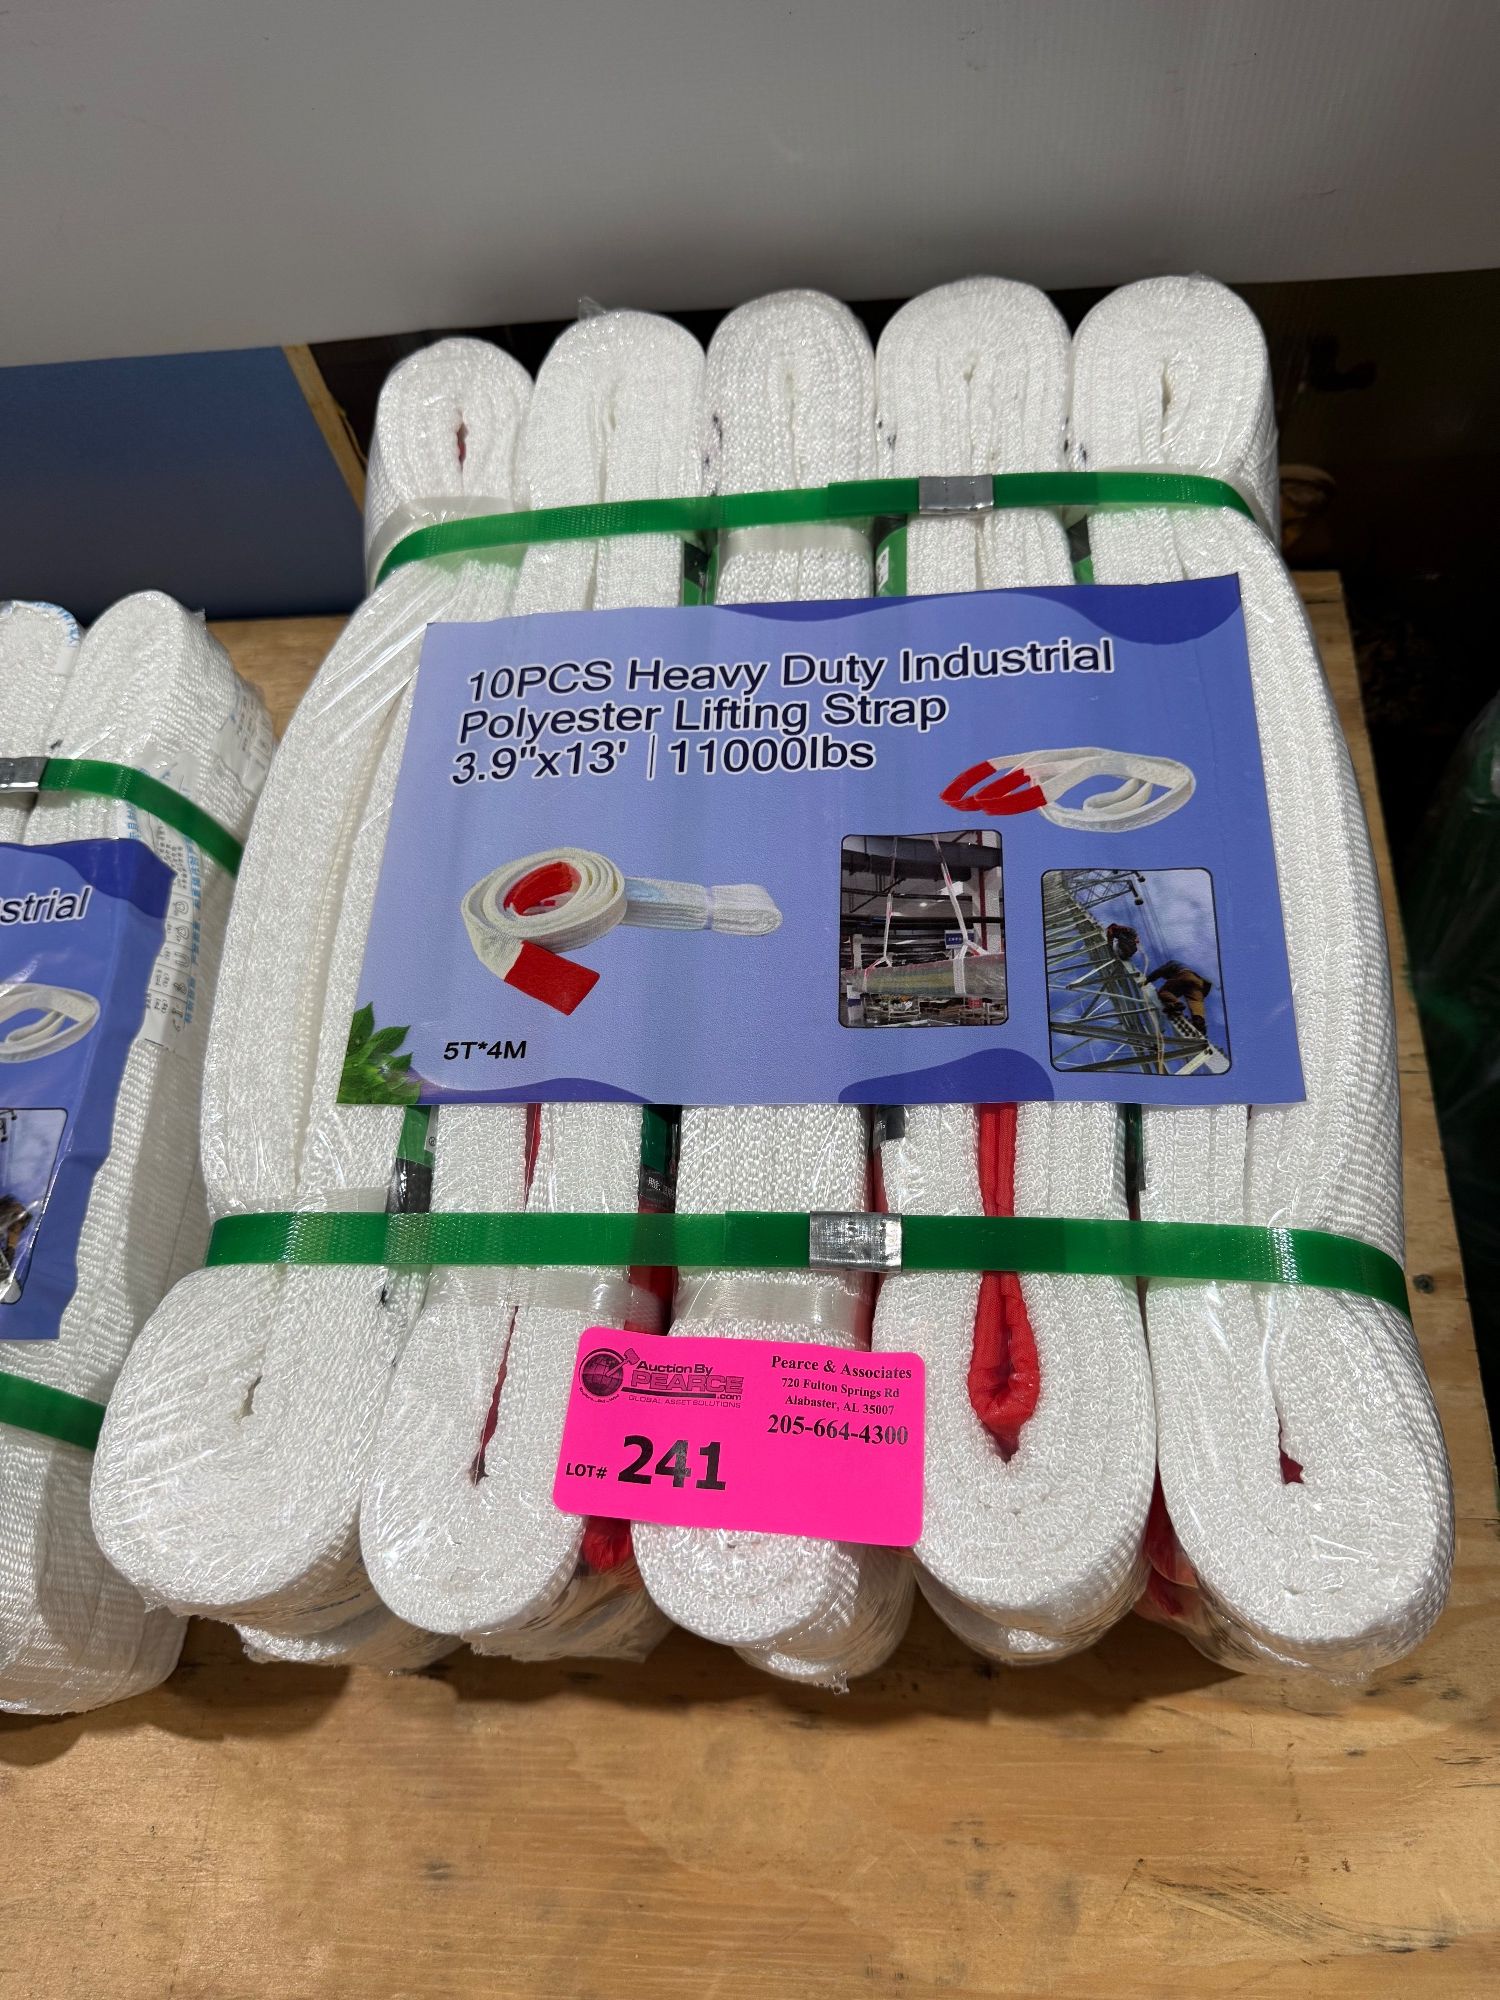 10PCS Heavy Duty Industrial
Polyester Lifting Strap
3.9"x13' | 11000lbs
5T*4M
strial
Auction By
PEARCE
.com
GLOBAL ASSET SOLUTIONS
LOT# 241
Pearce & Associates
720 Fulton Springs Rd
Alabaster, AL 35007
205-664-4300